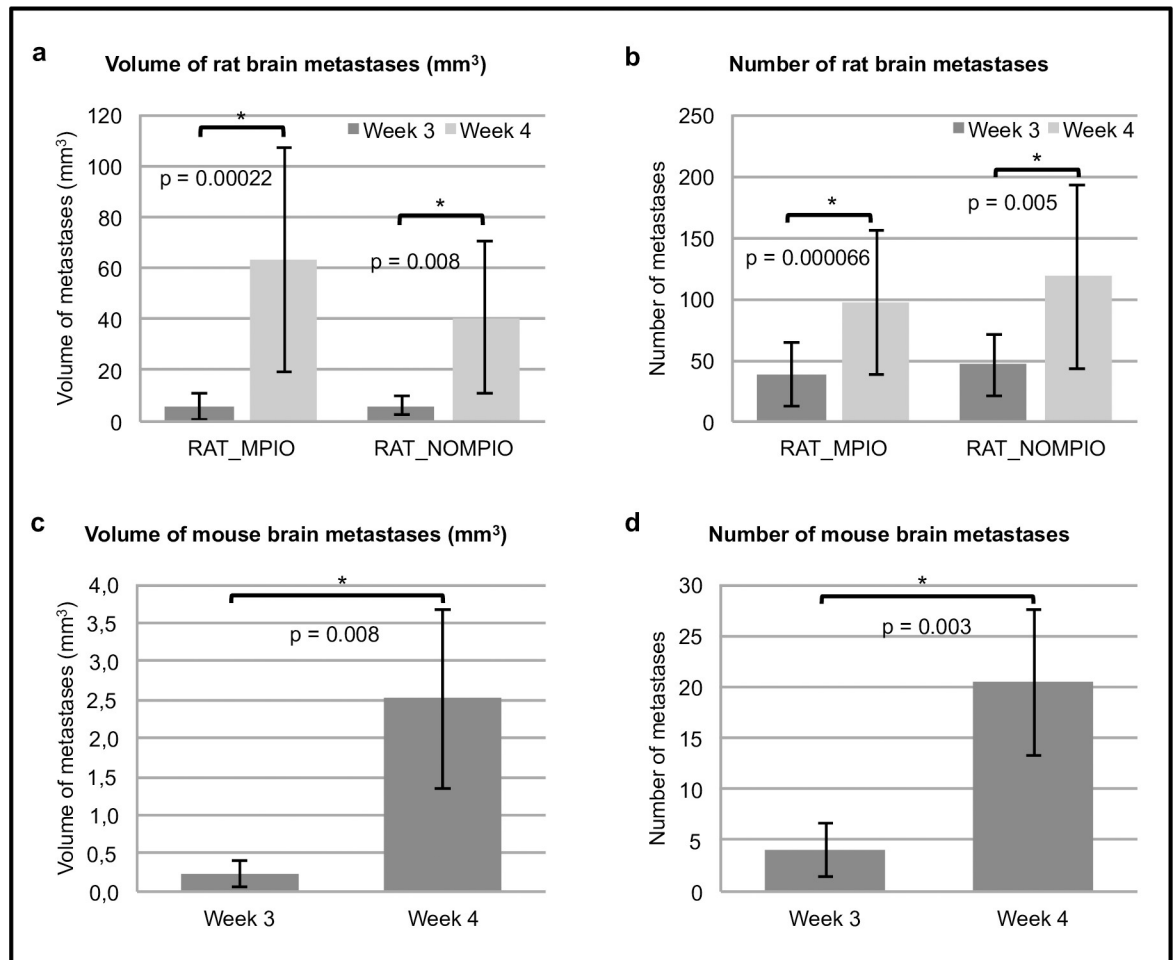 a
Volume of rat brain metastases (mm³)
Volume of metastases (mm³)
120
100
80
60
40
20
0
Week 3 Week 4
*
p = 0.00022
*
p = 0.008
RAT_MPIO RAT_NOMPIO
b
Number of rat brain metastases
Number of metastases
250
200
150
100
50
0
Week 3 Week 4
*
p = 0.000066
*
p = 0.005
RAT_MPIO RAT_NOMPIO
c
Volume of mouse brain metastases (mm³)
Volume of metastases (mm³)
4,0
3,5
3,0
2,5
2,0
1,5
1,0
0,5
0,0
*
p = 0.008
Week 3 Week 4
d
Number of mouse brain metastases
Number of metastases
30
25
20
15
10
5
0
*
p = 0.003
Week 3 Week 4